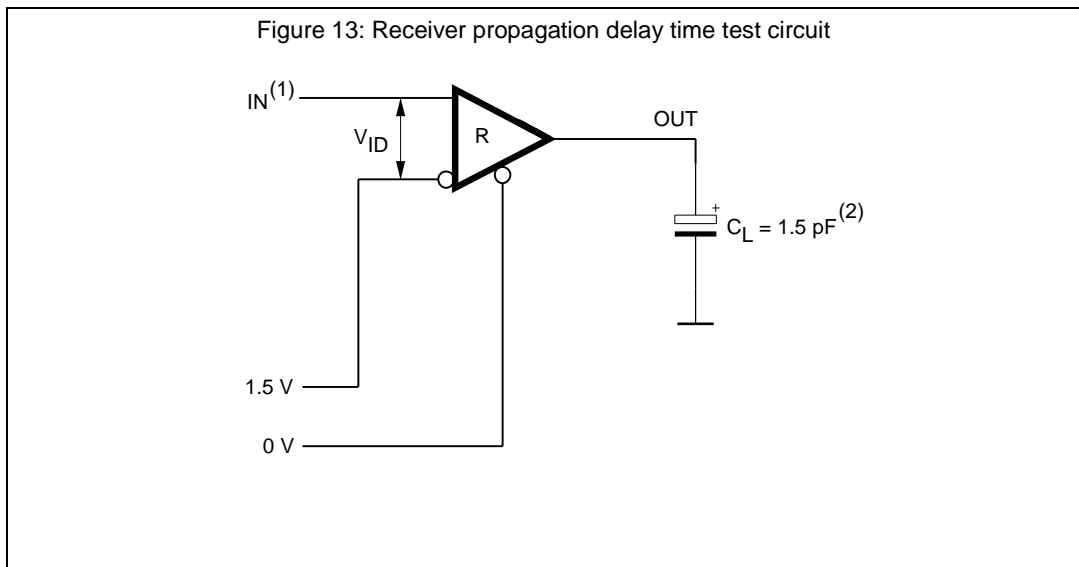 Figure 13: Receiver propagation delay time test circuit
IN(1)
VID
R
OUT
+
CL = 1.5 pF(2)
1.5 V
0 V